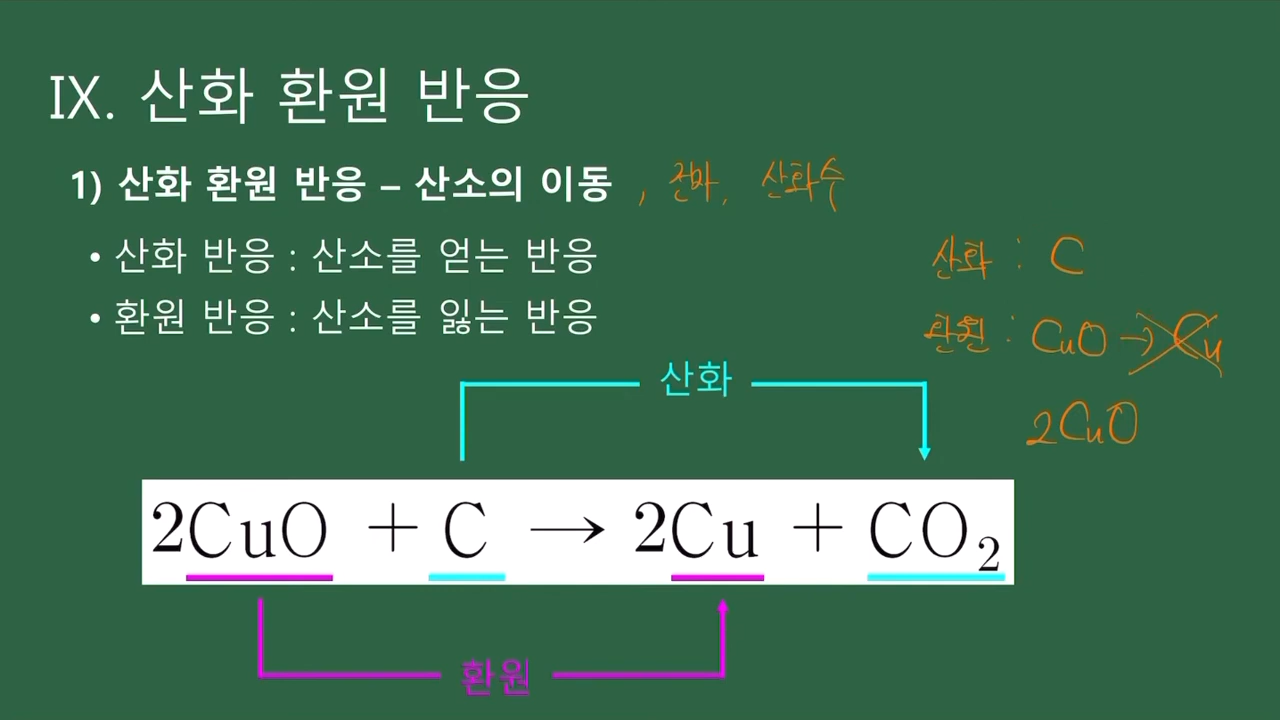 IX. 산화 환원 반응
1) 산화 환원 반응 – 산소의 이동 , 전자, 산화수
• 산화 반응 : 산소를 얻는 반응
• 환원 반응 : 산소를 잃는 반응
산화 : C
환원 : CuO → Cu
2CuO
산화
2CuO + C → 2Cu + CO₂
환원